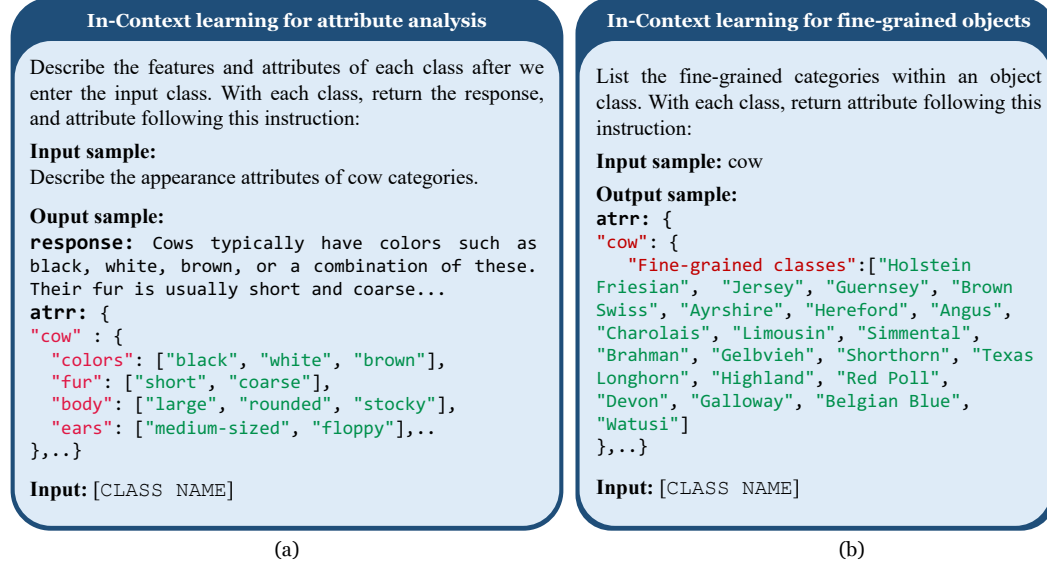 In-Context learning for attribute analysis
Describe the features and attributes of each class after we
enter the input class. With each class, return the response,
and attribute following this instruction:
Input sample:
Describe the appearance attributes of cow categories.
Ouput sample:
response: Cows typically have colors such as
black, white, brown, or a combination of these.
Their fur is usually short and coarse...
atrr: {
"cow" : {
"colors": ["black", "white", "brown"],
"fur": ["short", "coarse"],
"body": ["large", "rounded", "stocky"],
"ears": ["medium-sized", "floppy"],..
},..}
Input: [CLASS NAME]
(a)
In-Context learning for fine-grained objects
List the fine-grained categories within an object
class. With each class, return attribute following this
instruction:
Input sample: cow
Output sample:
atrr: {
"cow": {
"Fine-grained classes":["Holstein
Friesian", "Jersey", "Guernsey", "Brown
Swiss", "Ayrshire", "Hereford", "Angus",
"Charolais", "Limousin", "Simmental",
"Brahman", "Gelbvieh", "Shorthorn", "Texas
Longhorn", "Highland", "Red Poll",
"Devon", "Galloway", "Belgian Blue",
"Watusi"]
},..}
Input: [CLASS NAME]
(b)